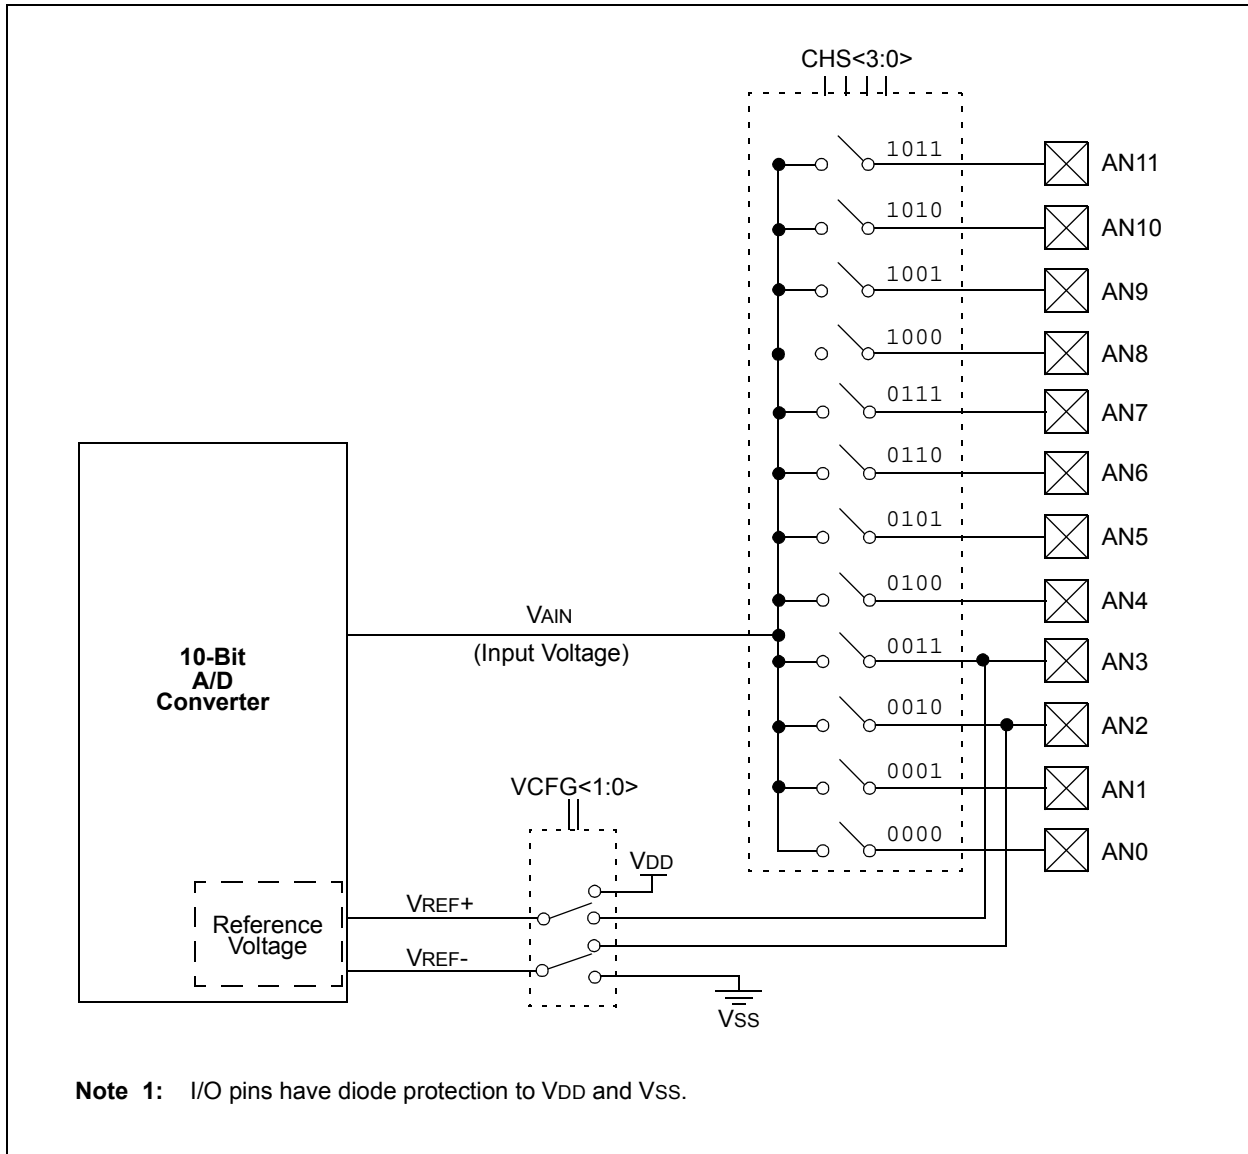 CHS<3:0>
1011
AN11
1010
AN10
1001
AN9
1000
AN8
0111
AN7
0110
AN6
0101
AN5
0100
AN4
VAIN
(Input Voltage)
0011
AN3
10-Bit
A/D
Converter
0010
AN2
0001
AN1
VCFG<1:0>
0000
AN0
VDD
VREF+
Reference
Voltage
VREF-
VSS
Note 1: I/O pins have diode protection to VDD and VSS.